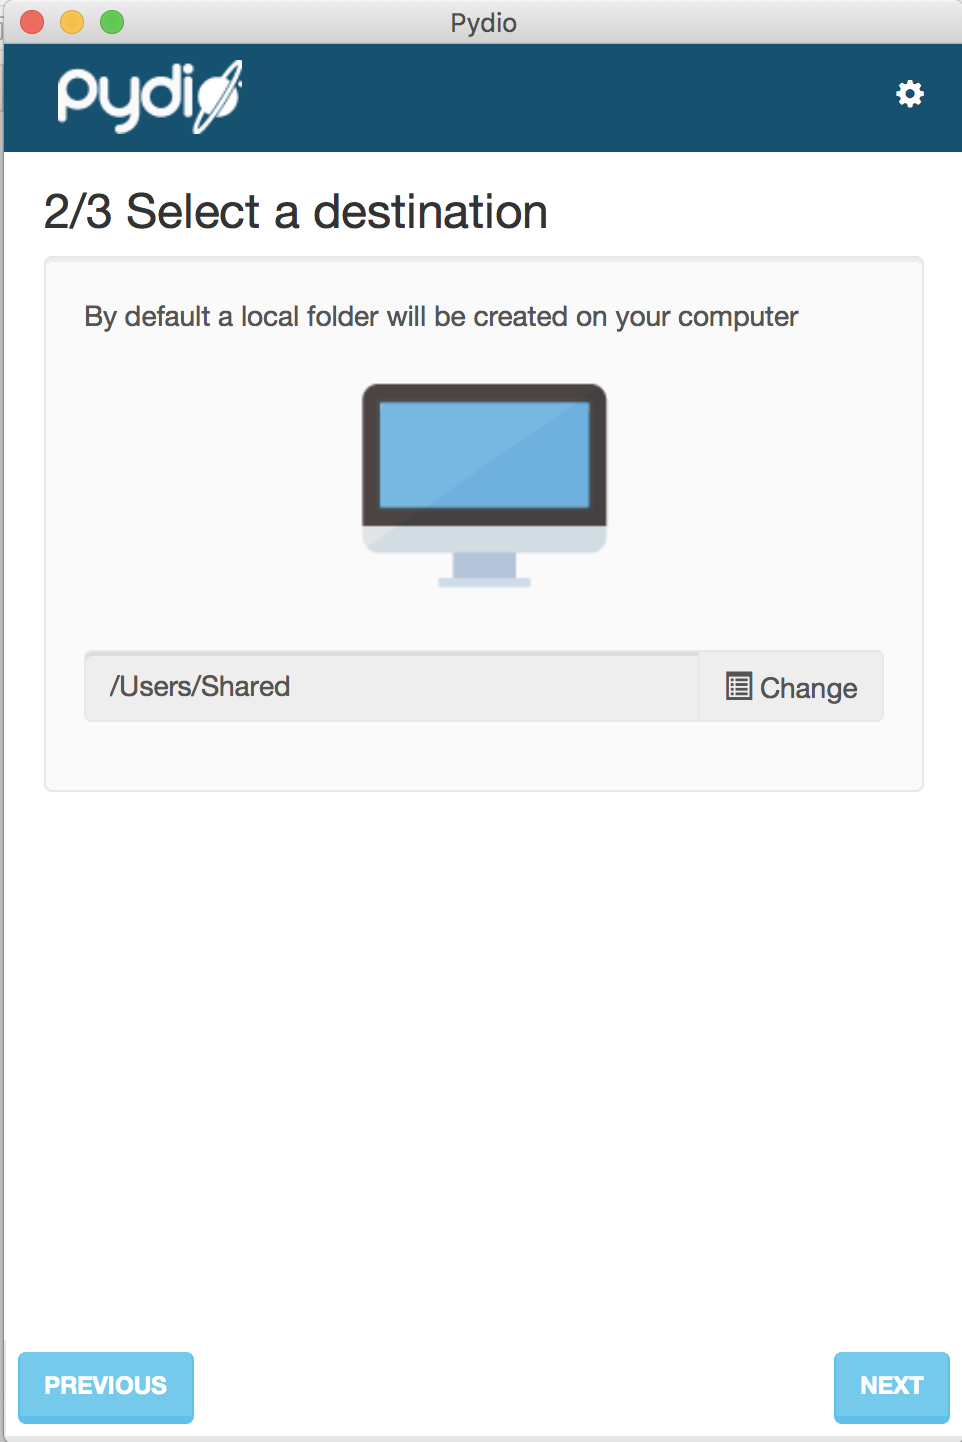 Pydio
pydio
2/3 Select a destination
By default a local folder will be created on your computer
/Users/Shared
Change
PREVIOUS
NEXT